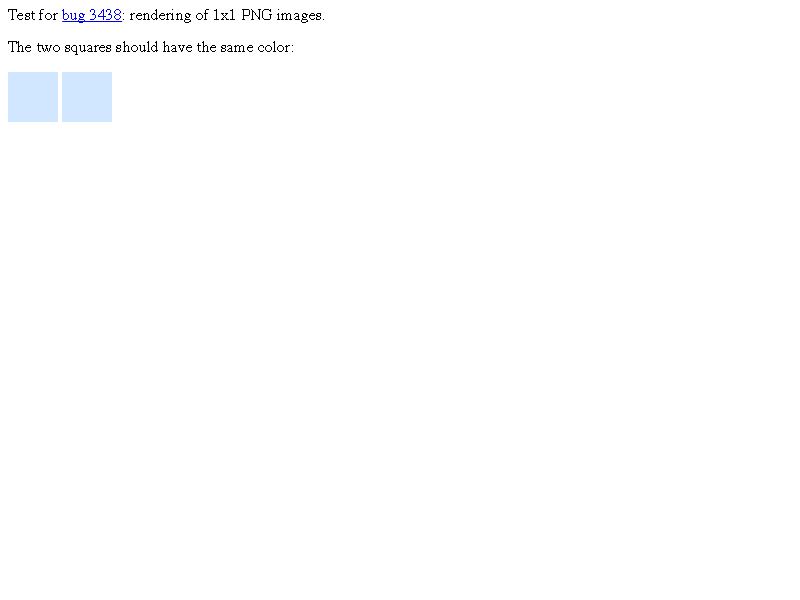 Test for bug 3438: rendering of 1x1 PNG images.
The two squares should have the same color: